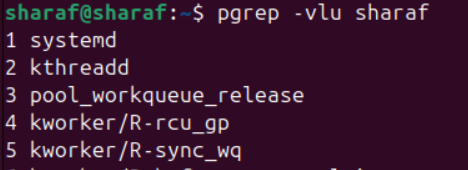 sharaf@sharaf:~$ pgrep -vlu sharaf
1 systemd
2 kthreadd
3 pool_workqueue_release
4 kworker/R-rcu_gp
5 kworker/R-sync_wq